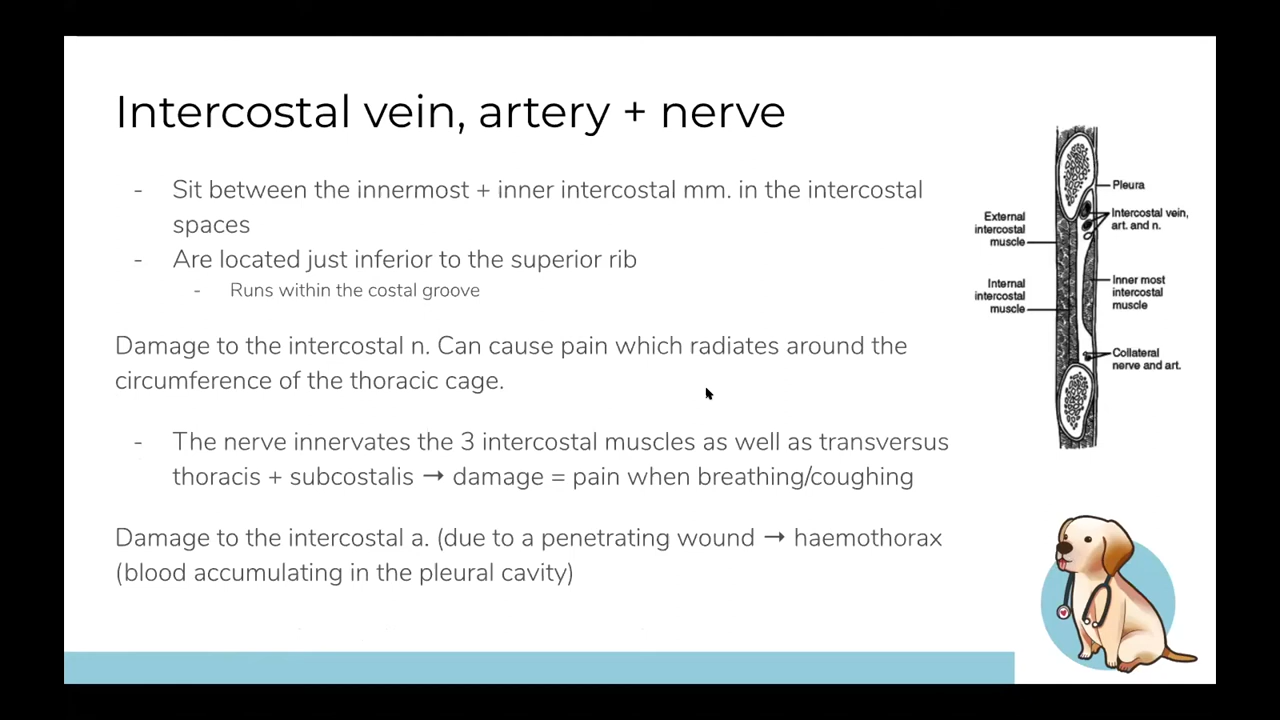 Intercostal vein, artery + nerve
- Sit between the innermost + inner intercostal mm. in the intercostal
spaces
- Are located just inferior to the superior rib
- Runs within the costal groove
Damage to the intercostal n. Can cause pain which radiates around the
circumference of the thoracic cage.
- The nerve innervates the 3 intercostal muscles as well as transversus
thoracis + subcostalis → damage = pain when breathing/coughing
Damage to the intercostal a. (due to a penetrating wound → haemothorax
(blood accumulating in the pleural cavity)
External
intercostal
muscle
Internal
intercostal
muscle
Pleura
Intercostal vein,
art. and n.
Inner most
intercostal
muscle
Collateral
nerve and art.